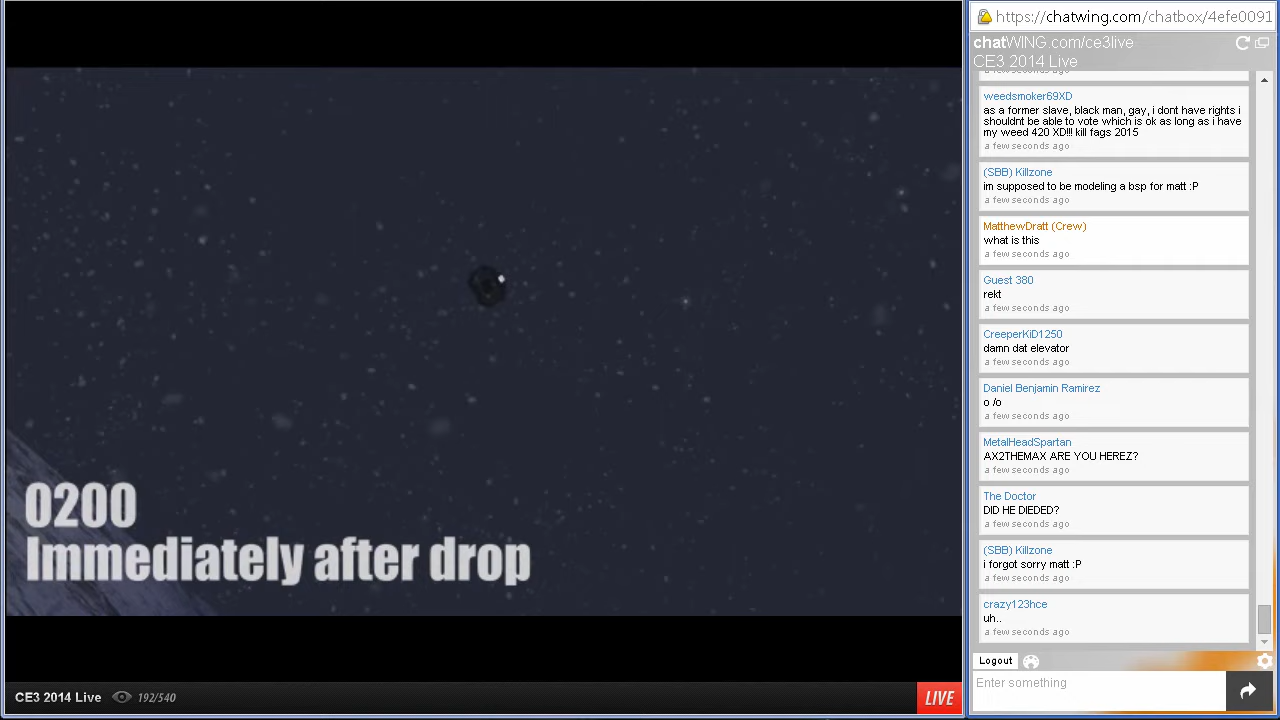 0200
Immediately after drop
CE3 2014 Live
192/540
LIVE
https://chatwing.com/chatbox/4efe0091
chatWING.com/ce3live
CE3 2014 Live
a few seconds ago
weedsmoker69XD
as a former slave, black man, gay, i dont have rights i
shouldnt be able to vote which is ok as long as i have
my weed 420 XD!!! kill fags 2015
a few seconds ago
(SBB) Killzone
im supposed to be modeling a bsp for matt :P
a few seconds ago
MatthewDratt (Crew)
what is this
a few seconds ago
Guest 380
rekt
a few seconds ago
CreeperKiD1250
damn dat elevator
a few seconds ago
Daniel Benjamin Ramirez
o /o
a few seconds ago
MetalHeadSpartan
AX2THEMAX ARE YOU HEREZ?
a few seconds ago
The Doctor
DID HE DIEDED?
a few seconds ago
(SBB) Killzone
i forgot sorry matt :P
a few seconds ago
crazy123hce
uh..
a few seconds ago
Logout
Enter something